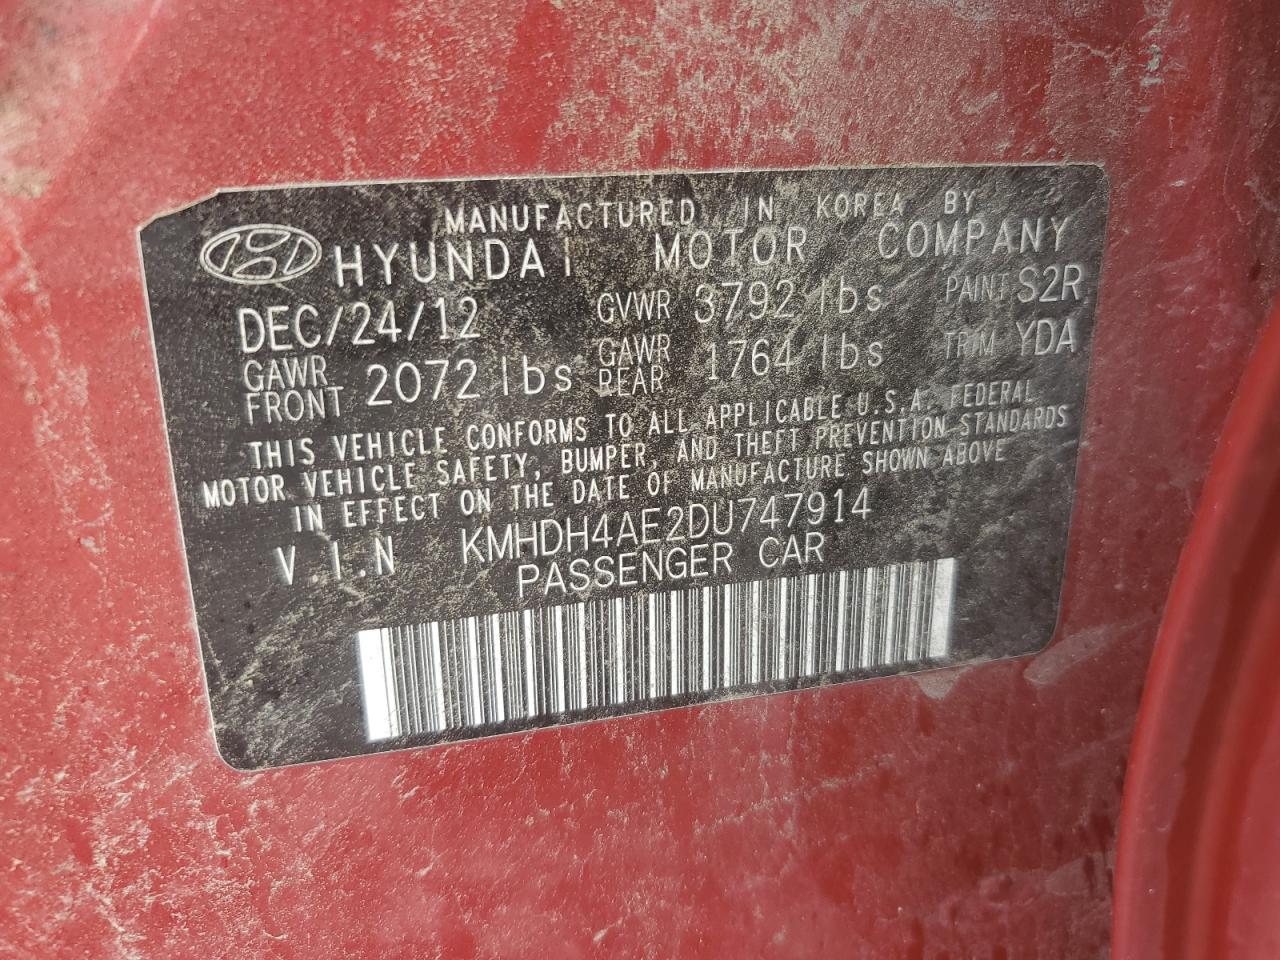 MANUFACTURED IN KOREA BY
HYUNDAI MOTOR COMPANY
DEC/24/12 GVWR 3792 lbs PAINT S2R
GAWR FRONT 2072 lbs GAWR REAR 1764 lbs TRIM YDA
THIS VEHICLE CONFORMS TO ALL APPLICABLE U.S.A. FEDERAL
MOTOR VEHICLE SAFETY, BUMPER, AND THEFT PREVENTION STANDARDS
IN EFFECT ON THE DATE OF MANUFACTURE SHOWN ABOVE
V.I.N KMHDH4AE2DU747914
PASSENGER CAR